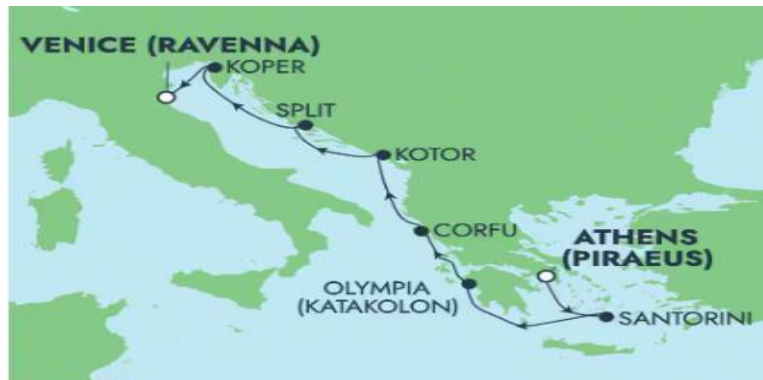 VENICE (RAVENNA)
KOPER
SPLIT
KOTOR
CORFU
ATHENS
(PIRAEUS)
OLYMPIA
(KATAKOLON)
SANTORINI